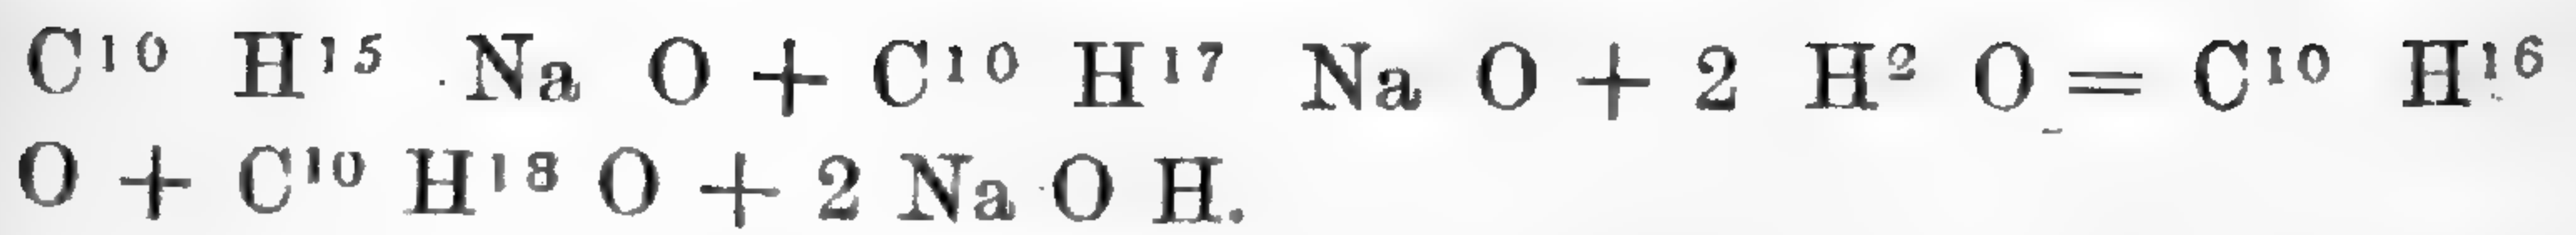 C¹⁰ H¹⁵ Na O + C¹⁰ H¹⁷ Na O + 2 H² O = C¹⁰ H¹⁶
O + C¹⁰ H¹⁸ O + 2 Na O H.